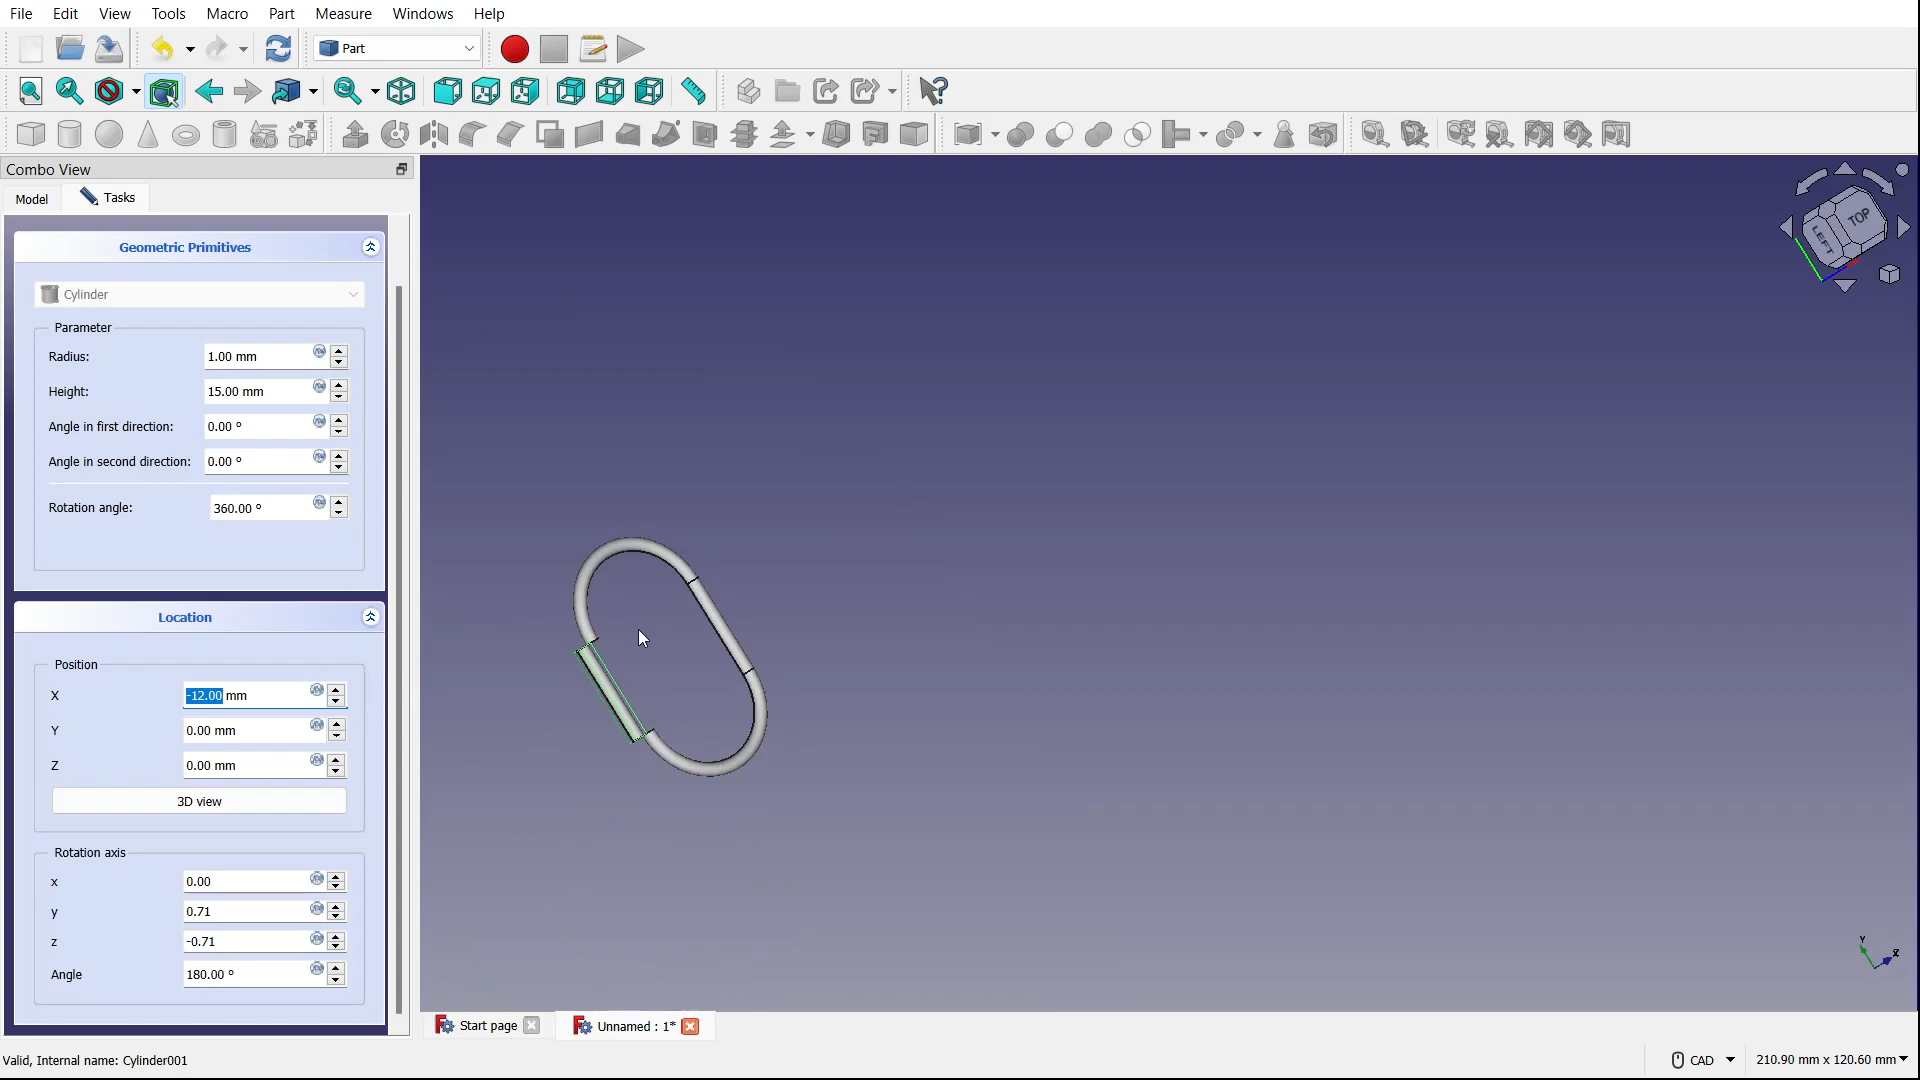 File Edit View Tools Macro Part Measure Windows Help
Part
Combo View
Model Tasks
Geometric Primitives
Cylinder
Parameter
Radius: 1.00 mm
Height: 15.00 mm
Angle in first direction: 0.00 °
Angle in second direction: 0.00 °
Rotation angle: 360.00 °
Location
Position
X -12.00 mm
Y 0.00 mm
Z 0.00 mm
3D view
Rotation axis
x 0.00
y 0.71
z -0.71
Angle 180.00 °
TOP
LEFT
Y
Z
Start page Unnamed : 1*
Valid, Internal name: Cylinder001
CAD 210.90 mm x 120.60 mm